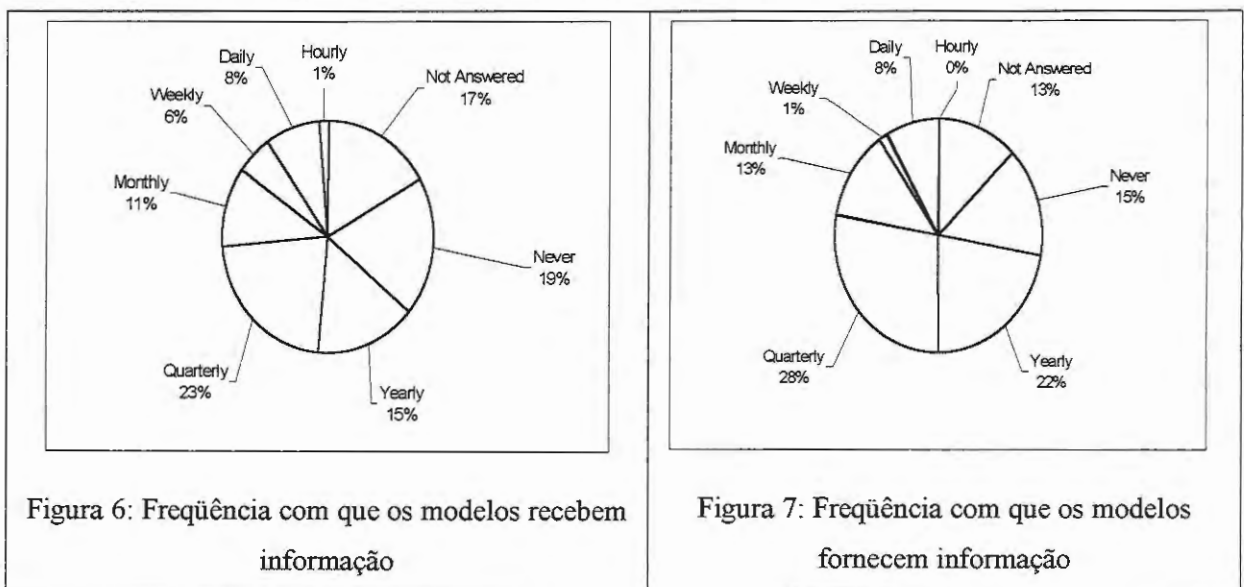 Hourly
1%
Daily
8%
Weekly
6%
Monthly
11%
Quarterly
23%
Yearly
15%
Never
19%
Not Answered
17%
Figura 6: Freqüência com que os modelos recebem
informação
Hourly
0%
Daily
8%
Weekly
1%
Monthly
13%
Quarterly
28%
Yearly
22%
Never
15%
Not Answered
13%
Figura 7: Freqüência com que os modelos
fornecem informação